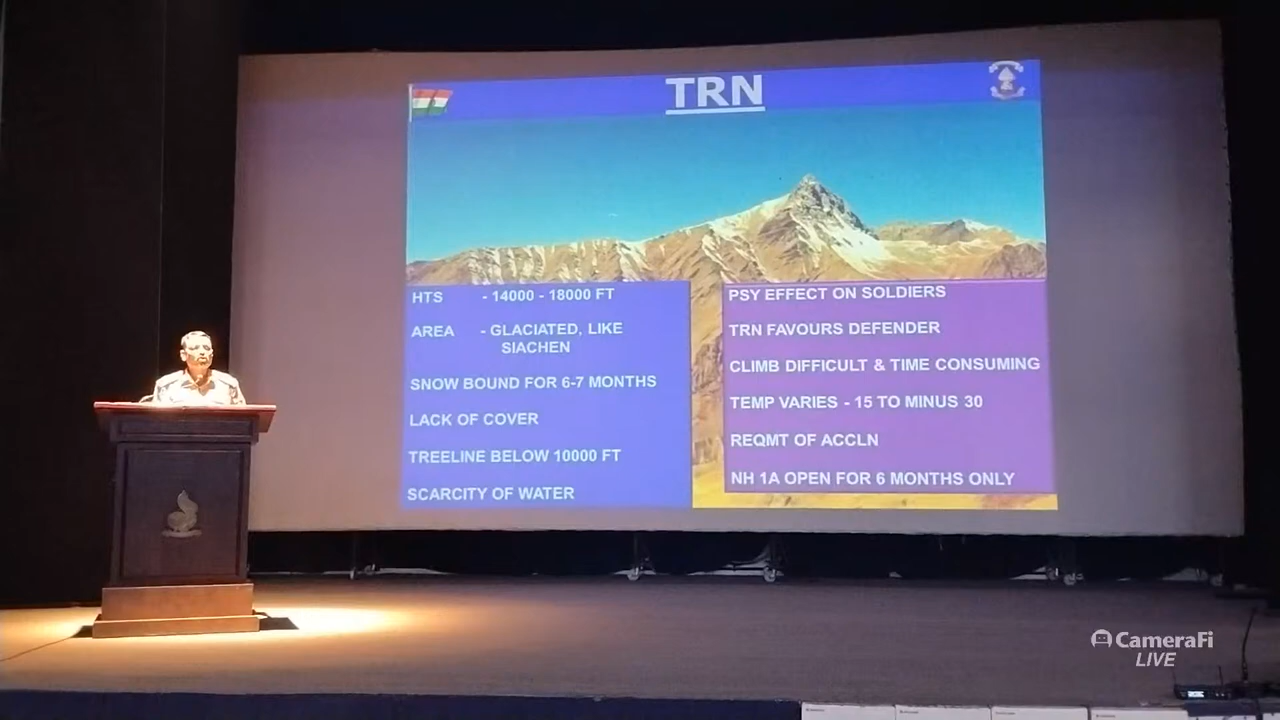 TRN
HTS - 14000 - 18000 FT
AREA - GLACIATED, LIKE
SIACHEN
SNOW BOUND FOR 6-7 MONTHS
LACK OF COVER
TREELINE BELOW 10000 FT
SCARCITY OF WATER
PSY EFFECT ON SOLDIERS
TRN FAVOURS DEFENDER
CLIMB DIFFICULT & TIME CONSUMING
TEMP VARIES - 15 TO MINUS 30
REQMT OF ACCLN
NH 1A OPEN FOR 6 MONTHS ONLY
CameraFi
LIVE